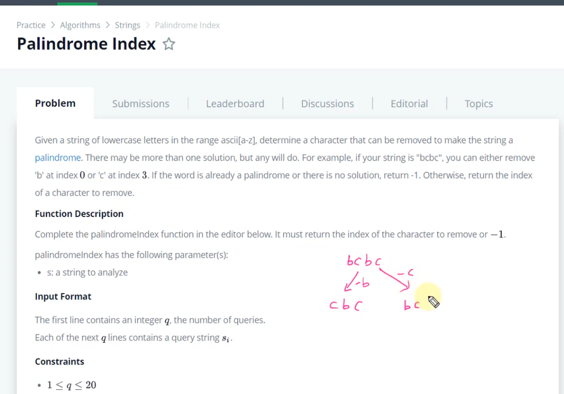 Practice > Algorithms > Strings > Palindrome Index
Palindrome Index
Problem Submissions Leaderboard Discussions Editorial Topics
Given a string of lowercase letters in the range ascii[a-z], determine a character that can be removed to make the string a
palindrome. There may be more than one solution, but any will do. For example, if your string is "bcbc", you can either remove
'b' at index 0 or 'c' at index 3. If the word is already a palindrome or there is no solution, return -1. Otherwise, return the index
of a character to remove.
Function Description
Complete the palindromeIndex function in the editor below. It must return the index of the character to remove or −1.
palindromeIndex has the following parameter(s):
• s: a string to analyze
bcbc
-b
-c
cbc
bc
Input Format
The first line contains an integer q, the number of queries.
Each of the next q lines contains a query string si.
Constraints
• 1 ≤ q ≤ 20